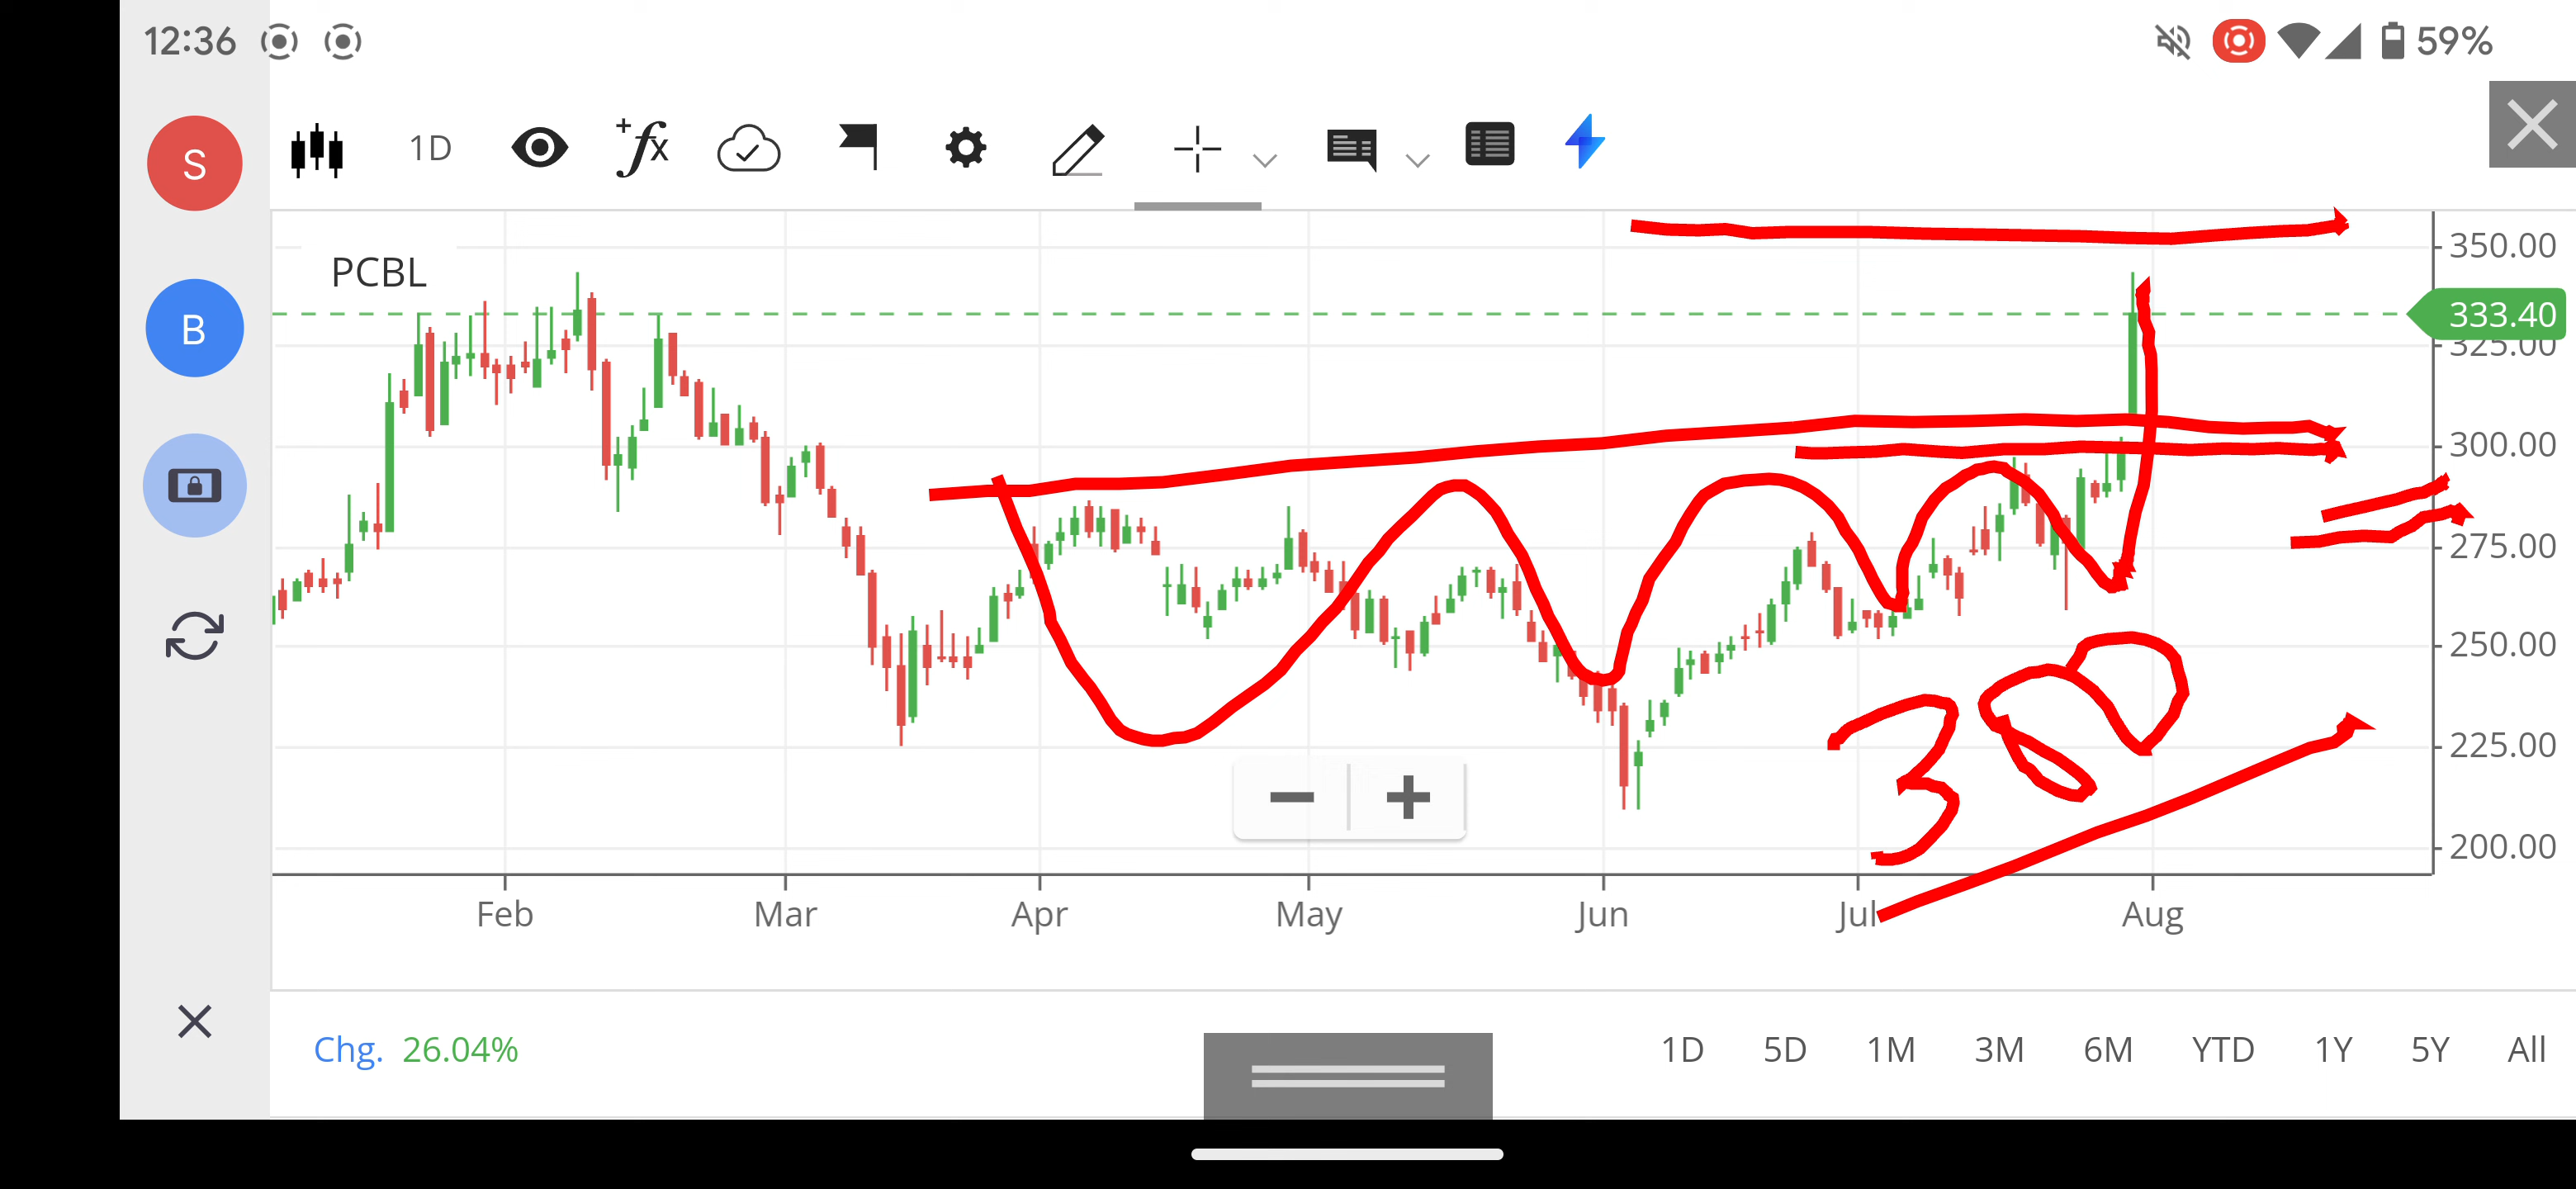 12:36 59%
S 1D
PCBL
B
350.00
333.40
325.00
300.00
275.00
250.00
225.00
200.00
300
Feb Mar Apr May Jun Jul Aug
Chg. 26.04% 1D 5D 1M 3M 6M YTD 1Y 5Y All